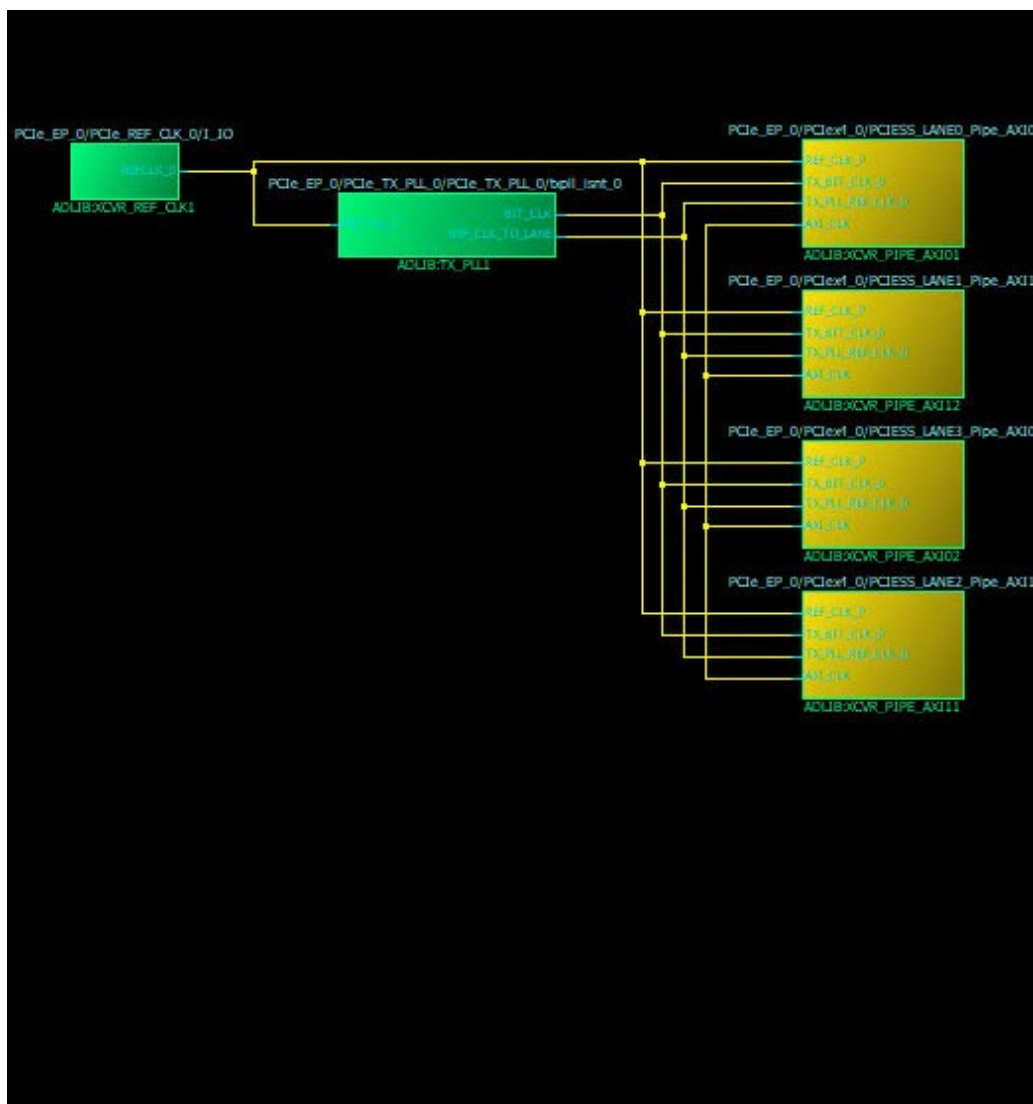 PCIe_EP_0/PCIe_REF_CLK_0/I_IO
REFCLK_0
ADLIB:XCVR_REF_CLK1
PCIe_EP_0/PCIe_TX_PLL_0/PCIe_TX_PLL_0/txpll_isnt_0
BIT_CLK
REF_CLK_TO_LANE
ADLIB:TX_PLL1
PCIe_EP_0/PCIex4_0/PCIESS_LANE0_Pipe_AXI0
REF_CLK_P
TX_BIT_CLK_0
TX_PLL_REF_CLK_0
AXI_CLK
ADLIB:XCVR_PIPE_AXI01
PCIe_EP_0/PCIex4_0/PCIESS_LANE1_Pipe_AXI1
REF_CLK_P
TX_BIT_CLK_0
TX_PLL_REF_CLK_0
AXI_CLK
ADLIB:XCVR_PIPE_AXI12
PCIe_EP_0/PCIex4_0/PCIESS_LANE3_Pipe_AXI0
REF_CLK_P
TX_BIT_CLK_0
TX_PLL_REF_CLK_0
AXI_CLK
ADLIB:XCVR_PIPE_AXI02
PCIe_EP_0/PCIex4_0/PCIESS_LANE2_Pipe_AXI1
REF_CLK_P
TX_BIT_CLK_0
TX_PLL_REF_CLK_0
AXI_CLK
ADLIB:XCVR_PIPE_AXI11